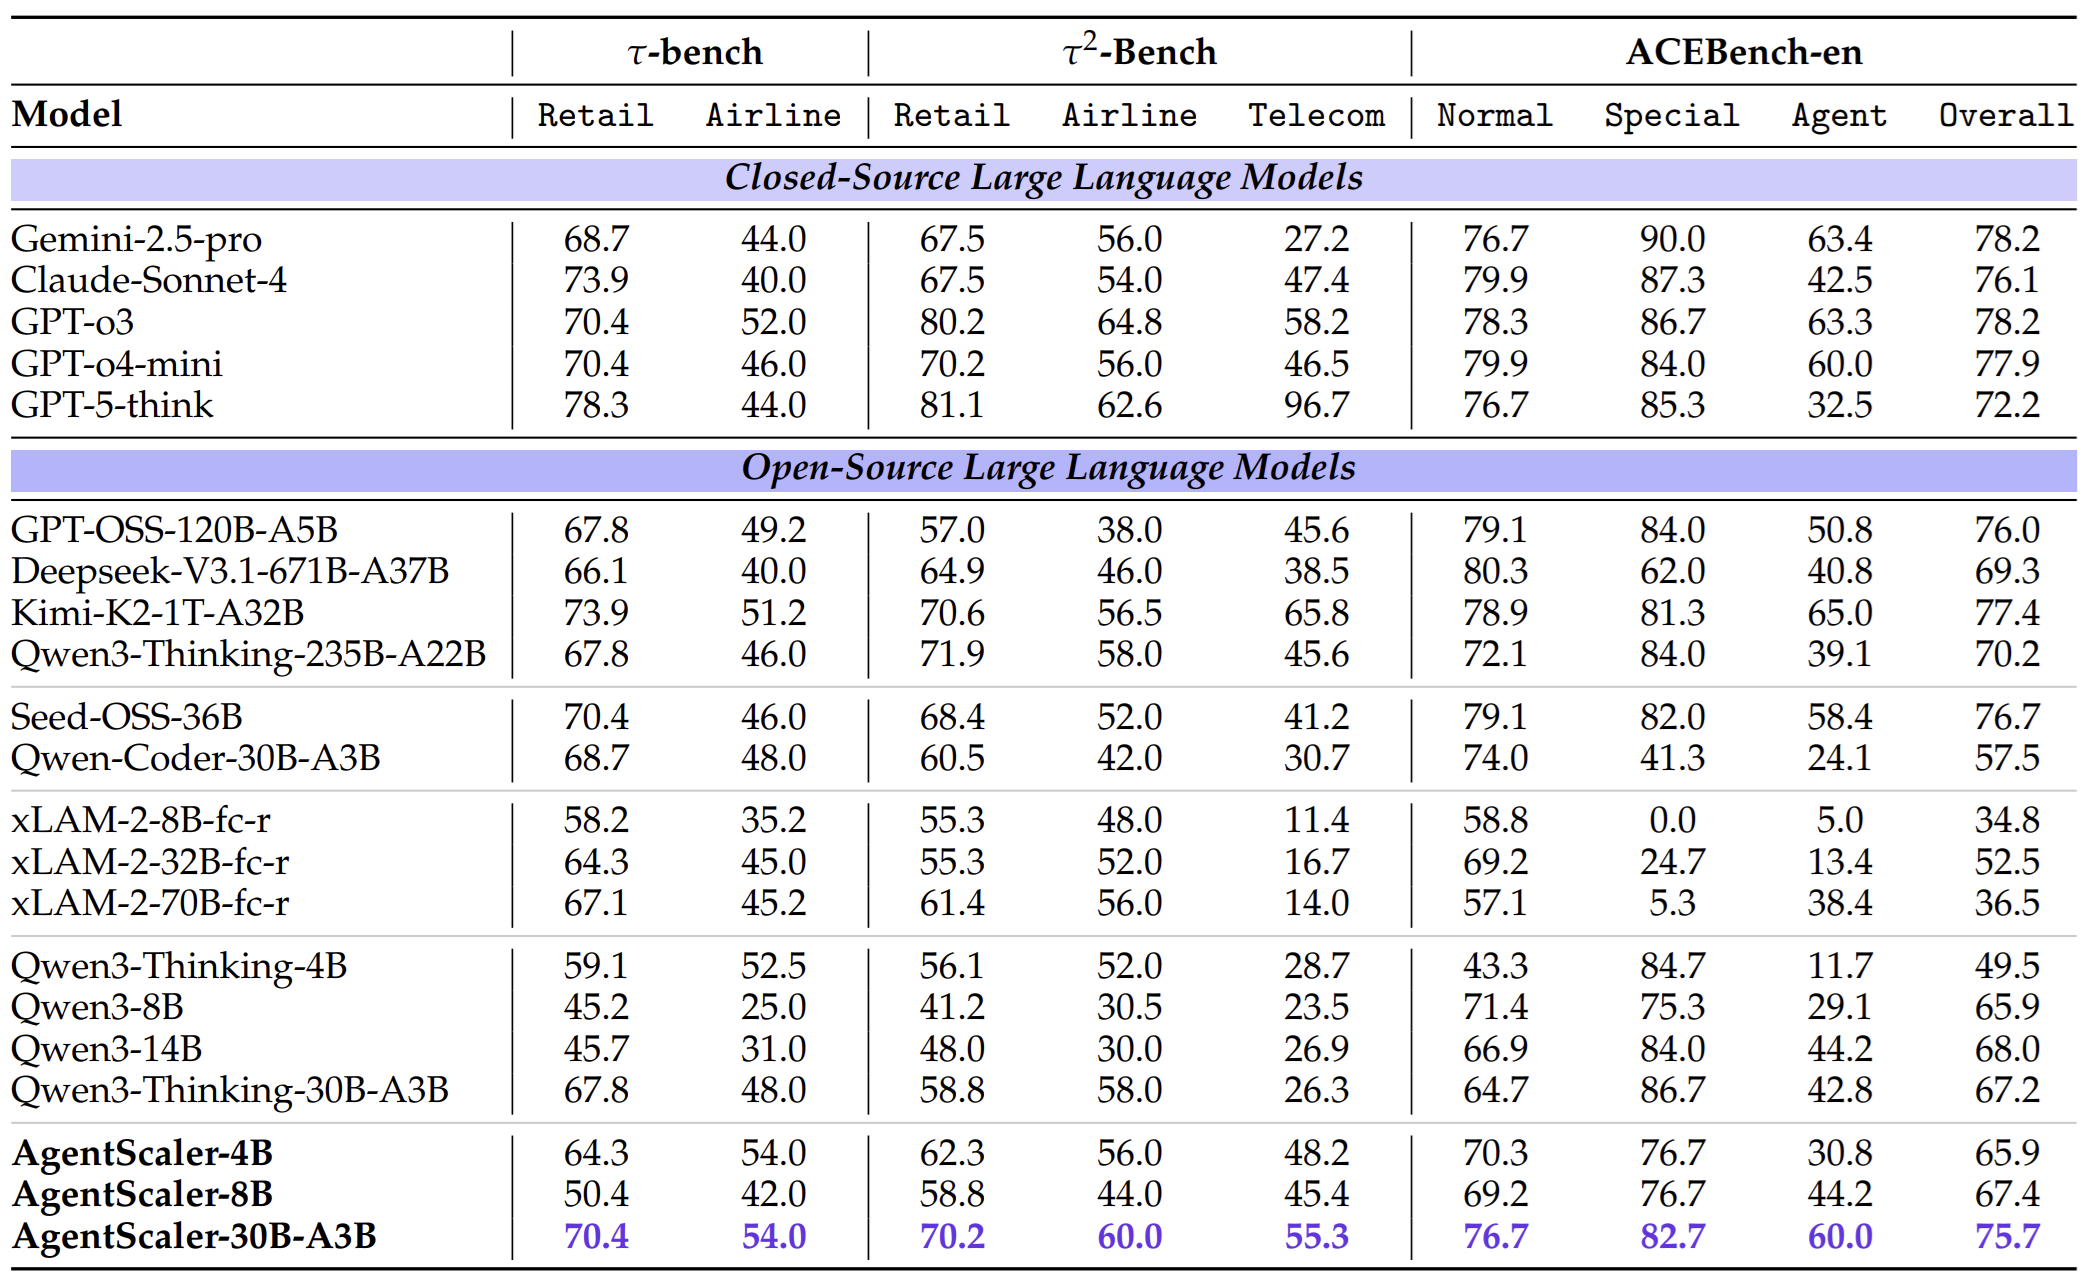 τ-bench τ²-Bench ACEBench-en
Model Retail Airline Retail Airline Telecom Normal Special Agent Overall
Closed-Source Large Language Models
Gemini-2.5-pro 68.7 44.0 67.5 56.0 27.2 76.7 90.0 63.4 78.2
Claude-Sonnet-4 73.9 40.0 67.5 54.0 47.4 79.9 87.3 42.5 76.1
GPT-o3 70.4 52.0 80.2 64.8 58.2 78.3 86.7 63.3 78.2
GPT-o4-mini 70.4 46.0 70.2 56.0 46.5 79.9 84.0 60.0 77.9
GPT-5-think 78.3 44.0 81.1 62.6 96.7 76.7 85.3 32.5 72.2
Open-Source Large Language Models
GPT-OSS-120B-A5B 67.8 49.2 57.0 38.0 45.6 79.1 84.0 50.8 76.0
Deepseek-V3.1-671B-A37B 66.1 40.0 64.9 46.0 38.5 80.3 62.0 40.8 69.3
Kimi-K2-1T-A32B 73.9 51.2 70.6 56.5 65.8 78.9 81.3 65.0 77.4
Qwen3-Thinking-235B-A22B 67.8 46.0 71.9 58.0 45.6 72.1 84.0 39.1 70.2
Seed-OSS-36B 70.4 46.0 68.4 52.0 41.2 79.1 82.0 58.4 76.7
Qwen-Coder-30B-A3B 68.7 48.0 60.5 42.0 30.7 74.0 41.3 24.1 57.5
xLAM-2-8B-fc-r 58.2 35.2 55.3 48.0 11.4 58.8 0.0 5.0 34.8
xLAM-2-32B-fc-r 64.3 45.0 55.3 52.0 16.7 69.2 24.7 13.4 52.5
xLAM-2-70B-fc-r 67.1 45.2 61.4 56.0 14.0 57.1 5.3 38.4 36.5
Qwen3-Thinking-4B 59.1 52.5 56.1 52.0 28.7 43.3 84.7 11.7 49.5
Qwen3-8B 45.2 25.0 41.2 30.5 23.5 71.4 75.3 29.1 65.9
Qwen3-14B 45.7 31.0 48.0 30.0 26.9 66.9 84.0 44.2 68.0
Qwen3-Thinking-30B-A3B 67.8 48.0 58.8 58.0 26.3 64.7 86.7 42.8 67.2
AgentScaler-4B 64.3 54.0 62.3 56.0 48.2 70.3 76.7 30.8 65.9
AgentScaler-8B 50.4 42.0 58.8 44.0 45.4 69.2 76.7 44.2 67.4
AgentScaler-30B-A3B 70.4 54.0 70.2 60.0 55.3 76.7 82.7 60.0 75.7